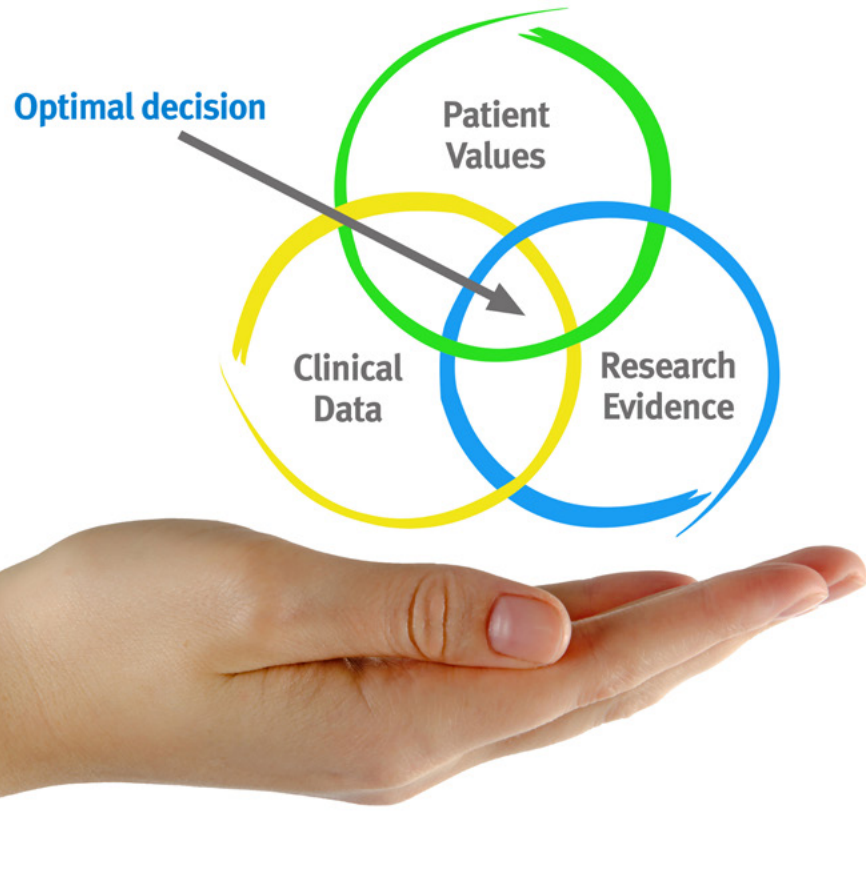 Optimal decision
Patient
Values
Clinical
Data
Research
Evidence